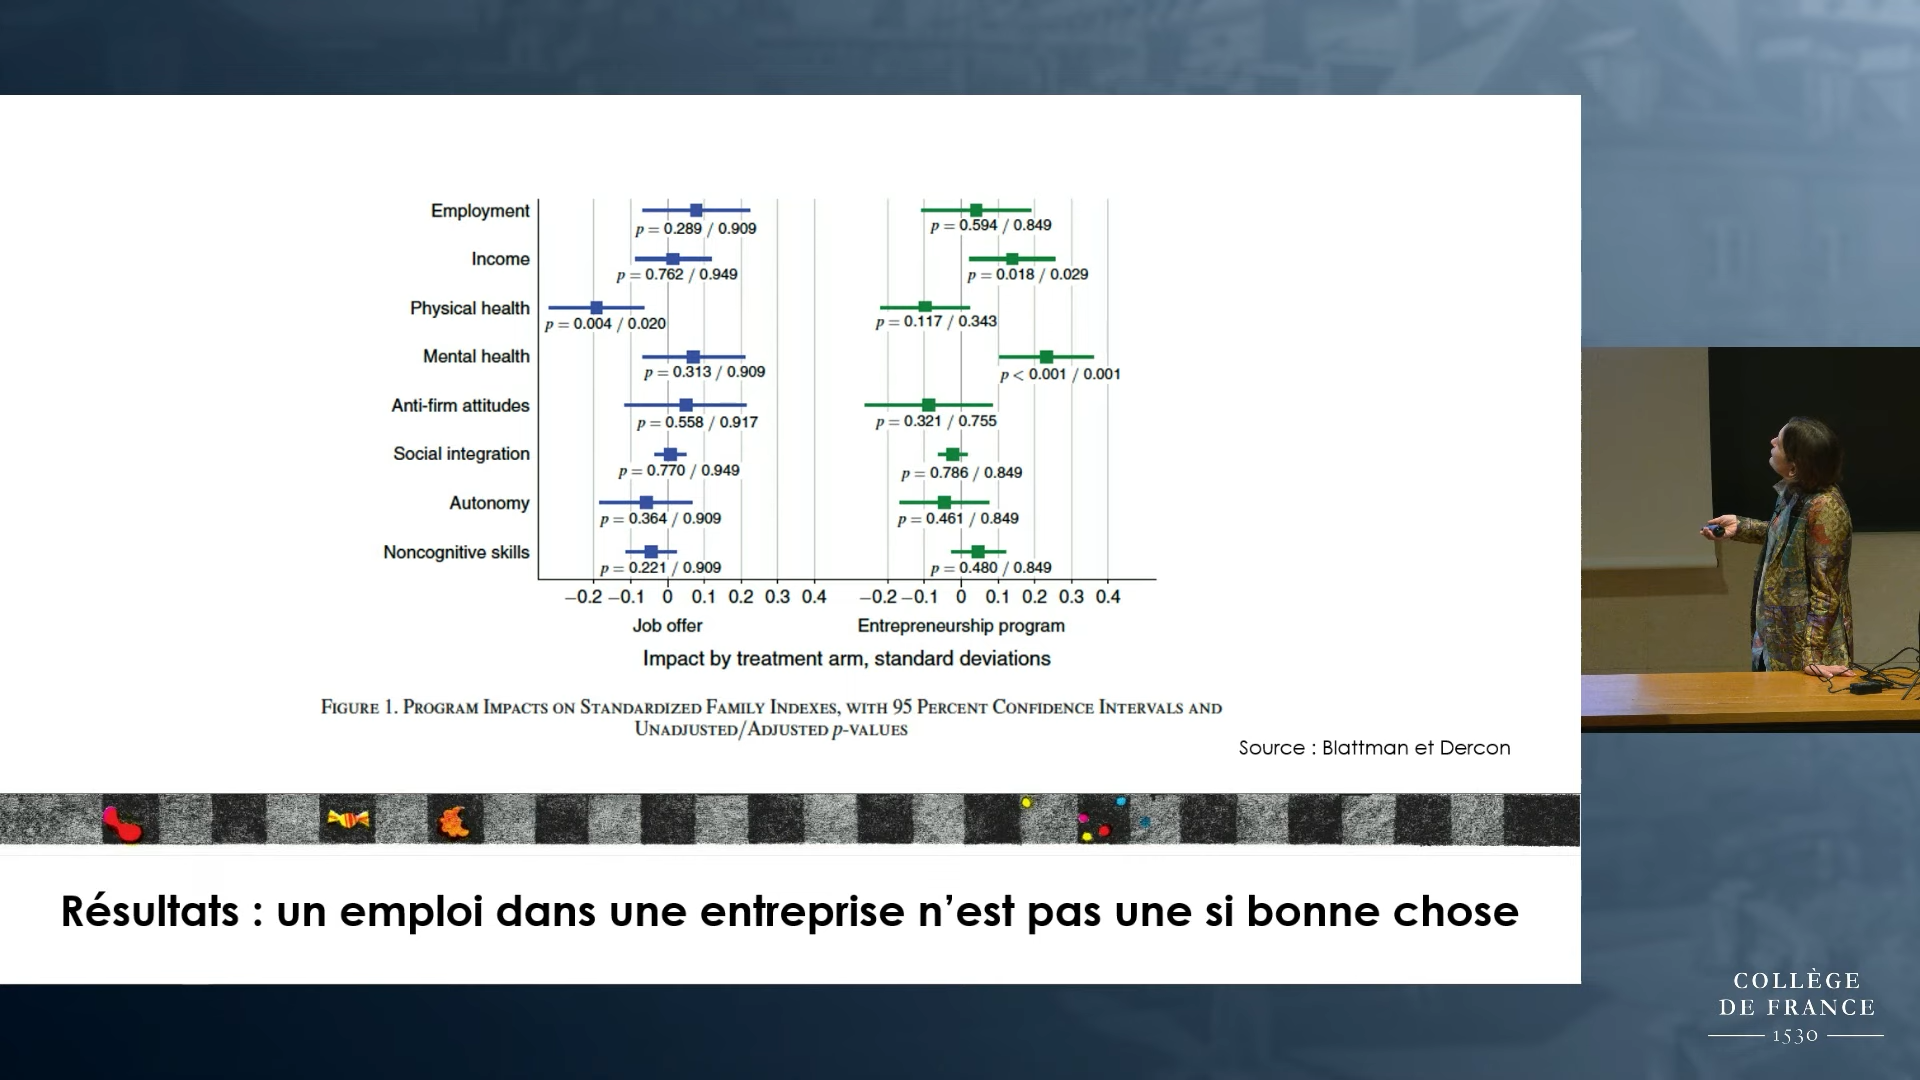 Employment
p = 0.289 / 0.909
p = 0.594 / 0.849
Income
p = 0.762 / 0.949
p = 0.018 / 0.029
Physical health
p = 0.004 / 0.020
p = 0.117 / 0.343
Mental health
p = 0.313 / 0.909
p < 0.001 / 0.001
Anti-firm attitudes
p = 0.558 / 0.917
p = 0.321 / 0.755
Social integration
p = 0.770 / 0.949
p = 0.786 / 0.849
Autonomy
p = 0.364 / 0.909
p = 0.461 / 0.849
Noncognitive skills
p = 0.221 / 0.909
p = 0.480 / 0.849
−0.2 −0.1 0 0.1 0.2 0.3 0.4 −0.2 −0.1 0 0.1 0.2 0.3 0.4
Job offer Entrepreneurship program
Impact by treatment arm, standard deviations
FIGURE 1. PROGRAM IMPACTS ON STANDARDIZED FAMILY INDEXES, WITH 95 PERCENT CONFIDENCE INTERVALS AND
UNADJUSTED/ADJUSTED p-VALUES
Source : Blattman et Dercon
Résultats : un emploi dans une entreprise n’est pas une si bonne chose
COLLÈGE
DE FRANCE
1530